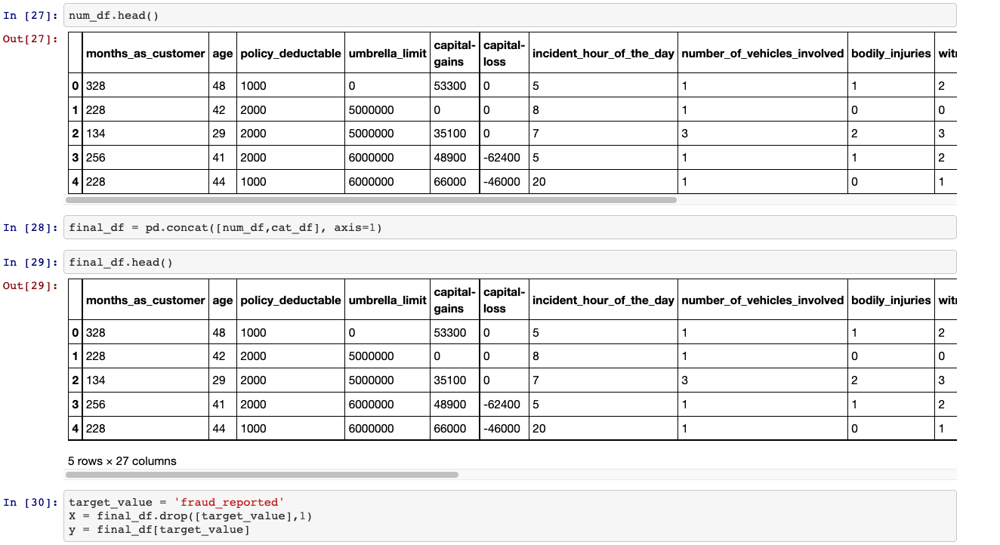 In [27]: num_df.head()
Out[27]:
months_as_customer age policy_deductable umbrella_limit capital-gains capital-loss incident_hour_of_the_day number_of_vehicles_involved bodily_injuries
0 328 48 1000 0 53300 0 5 1 1 2
1 228 42 2000 5000000 0 0 8 1 0 0
2 134 29 2000 5000000 35100 0 7 3 2 3
3 256 41 2000 6000000 48900 -62400 5 1 1 2
4 228 44 1000 6000000 66000 -46000 20 1 0 1
In [28]: final_df = pd.concat([num_df,cat_df], axis=1)
In [29]: final_df.head()
Out[29]:
months_as_customer age policy_deductable umbrella_limit capital-gains capital-loss incident_hour_of_the_day number_of_vehicles_involved bodily_injuries
0 328 48 1000 0 53300 0 5 1 1 2
1 228 42 2000 5000000 0 0 8 1 0 0
2 134 29 2000 5000000 35100 0 7 3 2 3
3 256 41 2000 6000000 48900 -62400 5 1 1 2
4 228 44 1000 6000000 66000 -46000 20 1 0 1
5 rows × 27 columns
In [30]: target_value = 'fraud_reported'
X = final_df.drop([target_value],1)
y = final_df[target_value]